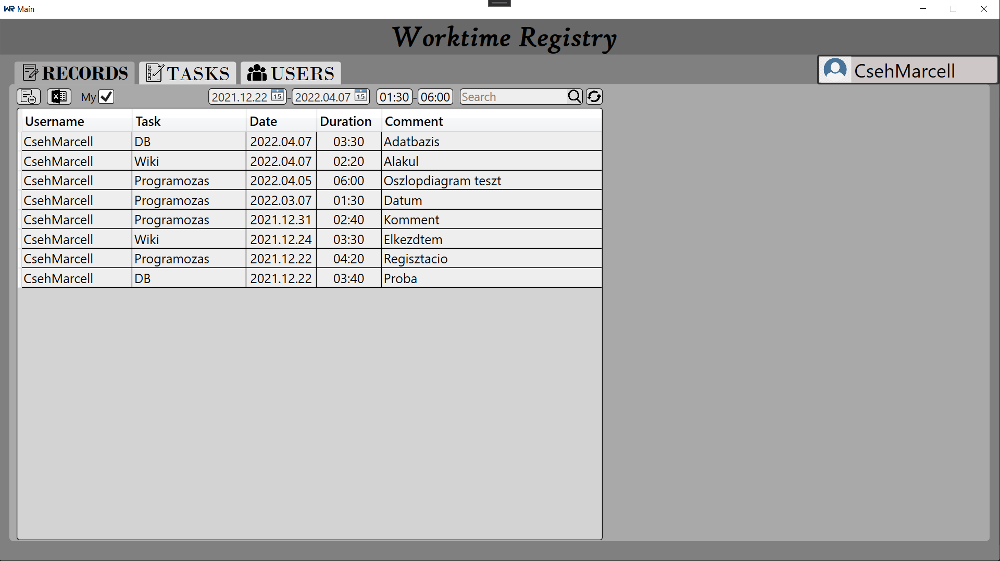 WR Main
Worktime Registry
RECORDS TASKS USERS CsehMarcell
My 2021.12.22 15 - 2022.04.07 15 01:30 - 06:00 Search
Username Task Date Duration Comment
CsehMarcell DB 2022.04.07 03:30 Adatbazis
CsehMarcell Wiki 2022.04.07 02:20 Alakul
CsehMarcell Programozas 2022.04.05 06:00 Oszlopdiagram teszt
CsehMarcell Programozas 2022.03.07 01:30 Datum
CsehMarcell Programozas 2021.12.31 02:40 Komment
CsehMarcell Wiki 2021.12.24 03:30 Elkezdtem
CsehMarcell Programozas 2021.12.22 04:20 Regisztacio
CsehMarcell DB 2021.12.22 03:40 Proba